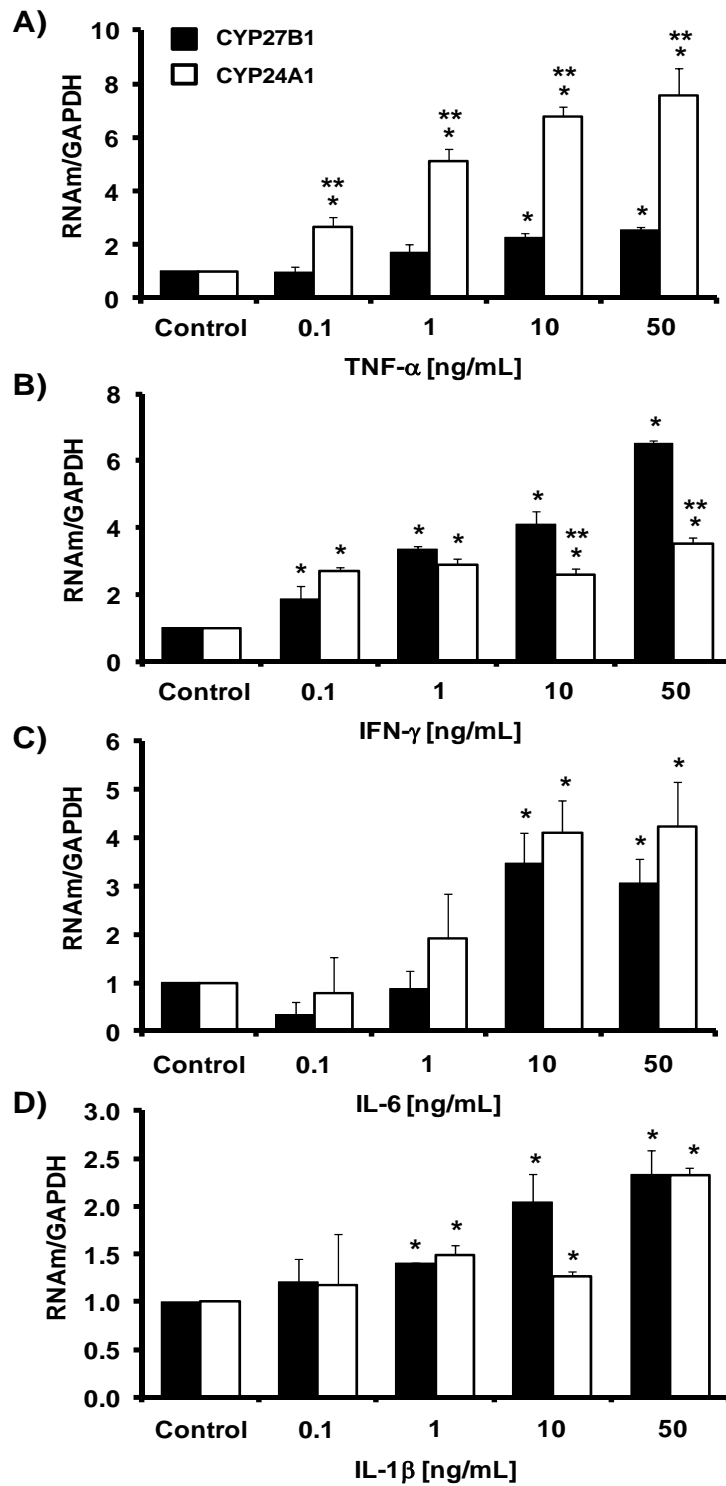 A)
RNAm/GAPDH
10
8
6
4
2
0
CYP27B1
CYP24A1
**
*
**
*
**
*
*
**
*
*
Control 0.1 1 10 50
TNF-α [ng/mL]
B)
RNAm/GAPDH
8
6
4
2
0
* *
* *
*
**
*
*
**
*
Control 0.1 1 10 50
IFN-γ [ng/mL]
C)
RNAm/GAPDH
6
5
4
3
2
1
0
* *
* *
Control 0.1 1 10 50
IL-6 [ng/mL]
D)
RNAm/GAPDH
3.0
2.5
2.0
1.5
1.0
0.5
0.0
* *
* *
* *
Control 0.1 1 10 50
IL-1β [ng/mL]